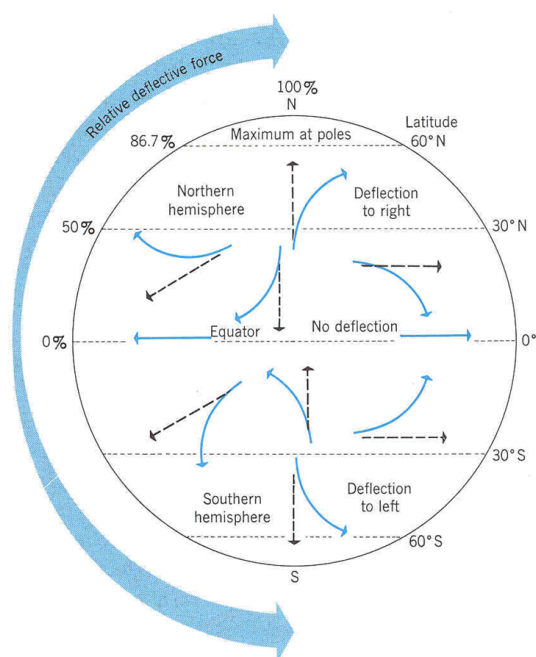 Relative deflective force
100%
N
Latitude
86.7%
Maximum at poles
60°N
Northern
hemisphere
Deflection
to right
50%
30°N
0%
Equator
No deflection
0°
30°S
Southern
hemisphere
Deflection
to left
60°S
S